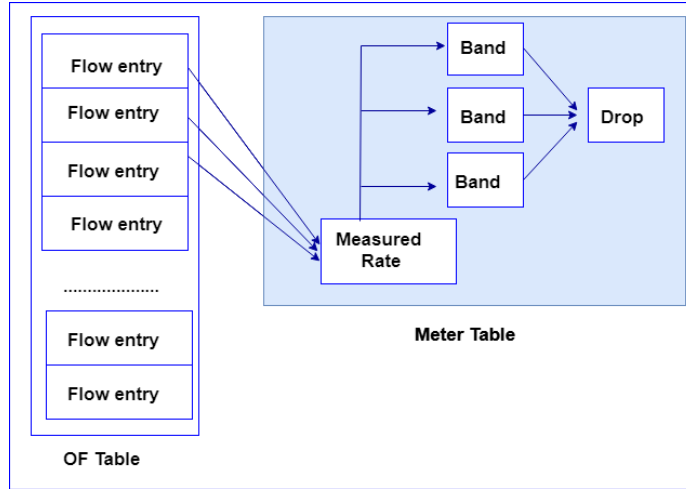 Flow entry
Flow entry
Flow entry
Flow entry
....................
Flow entry
Flow entry
OF Table
Band
Band
Band
Drop
Measured
Rate
Meter Table